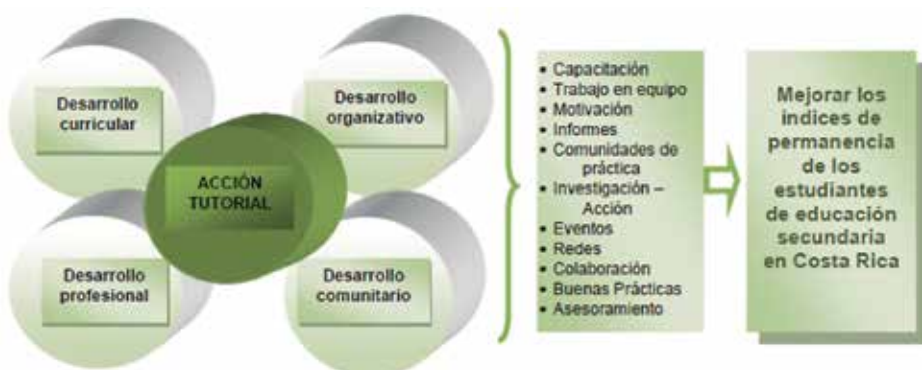 Desarrollo
curricular
Desarrollo
organizativo
ACCIÓN
TUTORIAL
Desarrollo
profesional
Desarrollo
comunitario
• Capacitación
• Trabajo en equipo
• Motivación
• Informes
• Comunidades de
práctica
• Investigación –
Acción
• Eventos
• Redes
• Colaboración
• Buenas Prácticas
• Asesoramiento
Mejorar los
índices de
permanencia
de los
estudiantes
de educación
secundaria
en Costa Rica